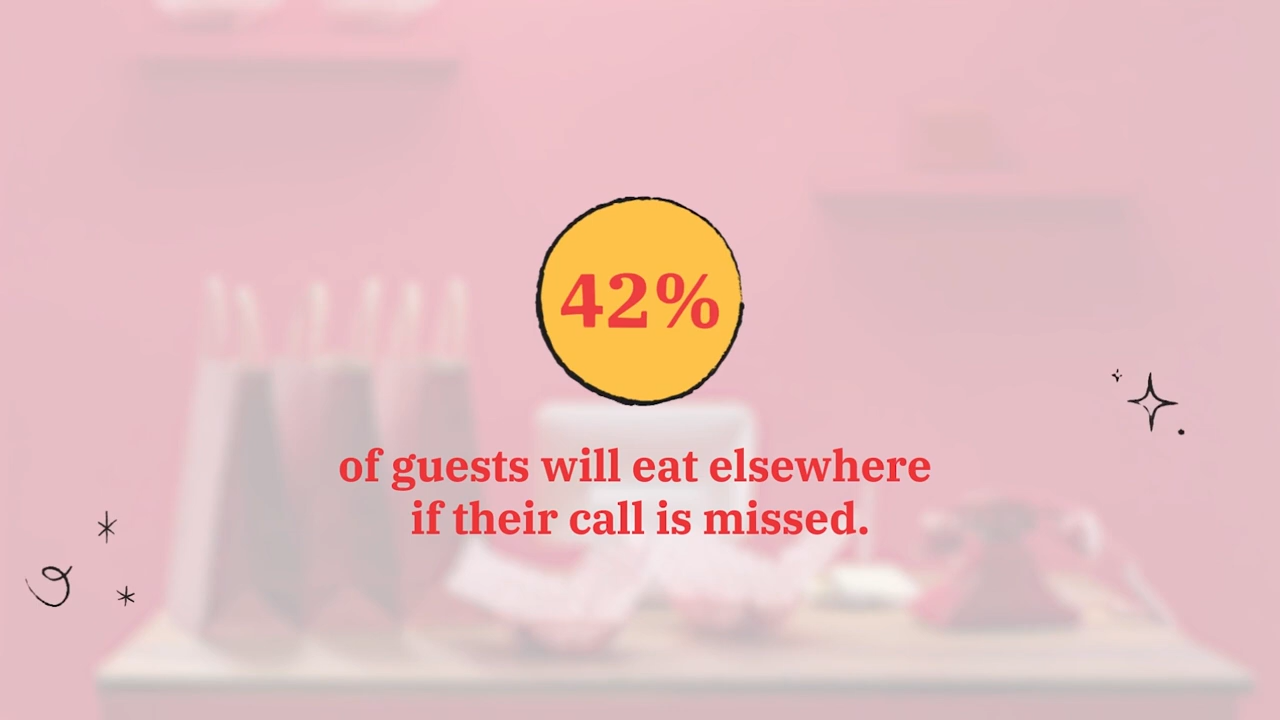 42%
of guests will eat elsewhere
if their call is missed.